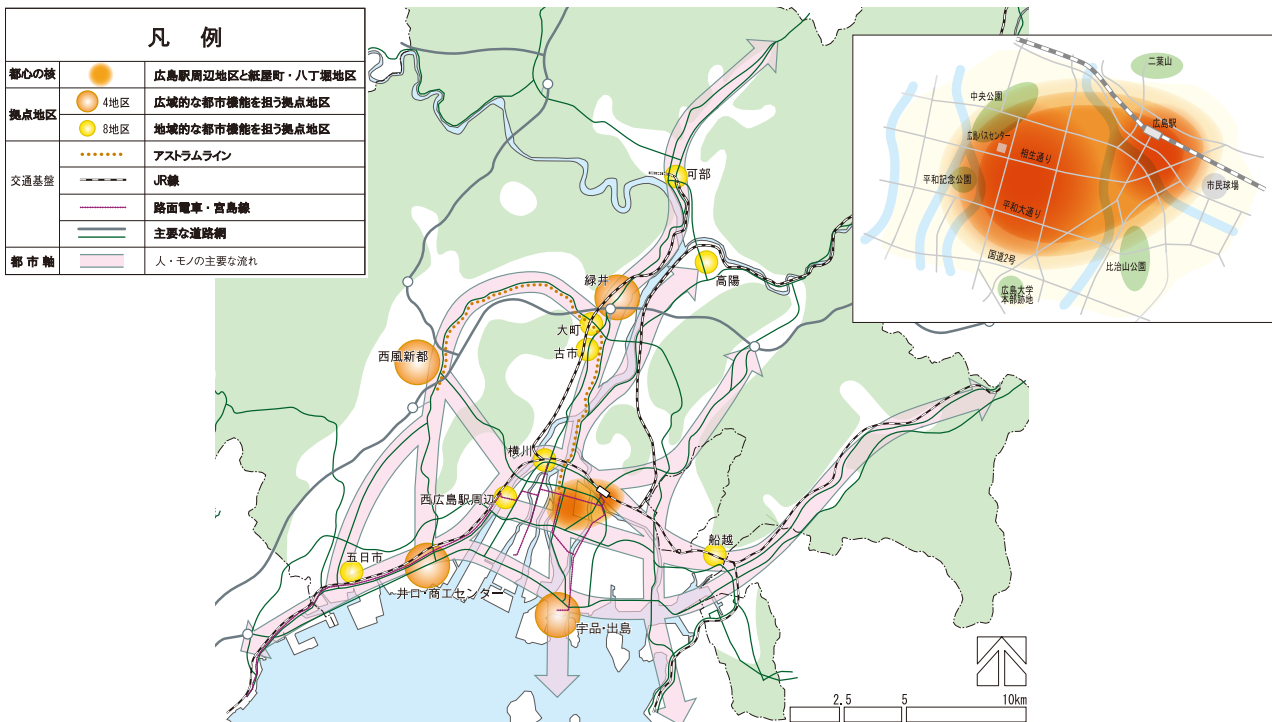 凡 例
都心の核
広島駅周辺地区と紙屋町・八丁堀地区
拠点地区
4地区
広域的な都市機能を担う拠点地区
8地区
地域的な都市機能を担う拠点地区
交通基盤
アストラムライン
JR線
路面電車・宮島線
主要な道路網
都市軸
人・モノの主要な流れ
二葉山
中央公園
広島駅
広島バスセンター
相生通り
平和記念公園
市民球場
平和大通り
国道2号
比治山公園
広島大学
本部跡地
可部
高陽
緑井
大町
古市
西風新都
横川
西広島駅周辺
船越
五日市
井口・商工センター
宇品・出島
2.5
5
10km